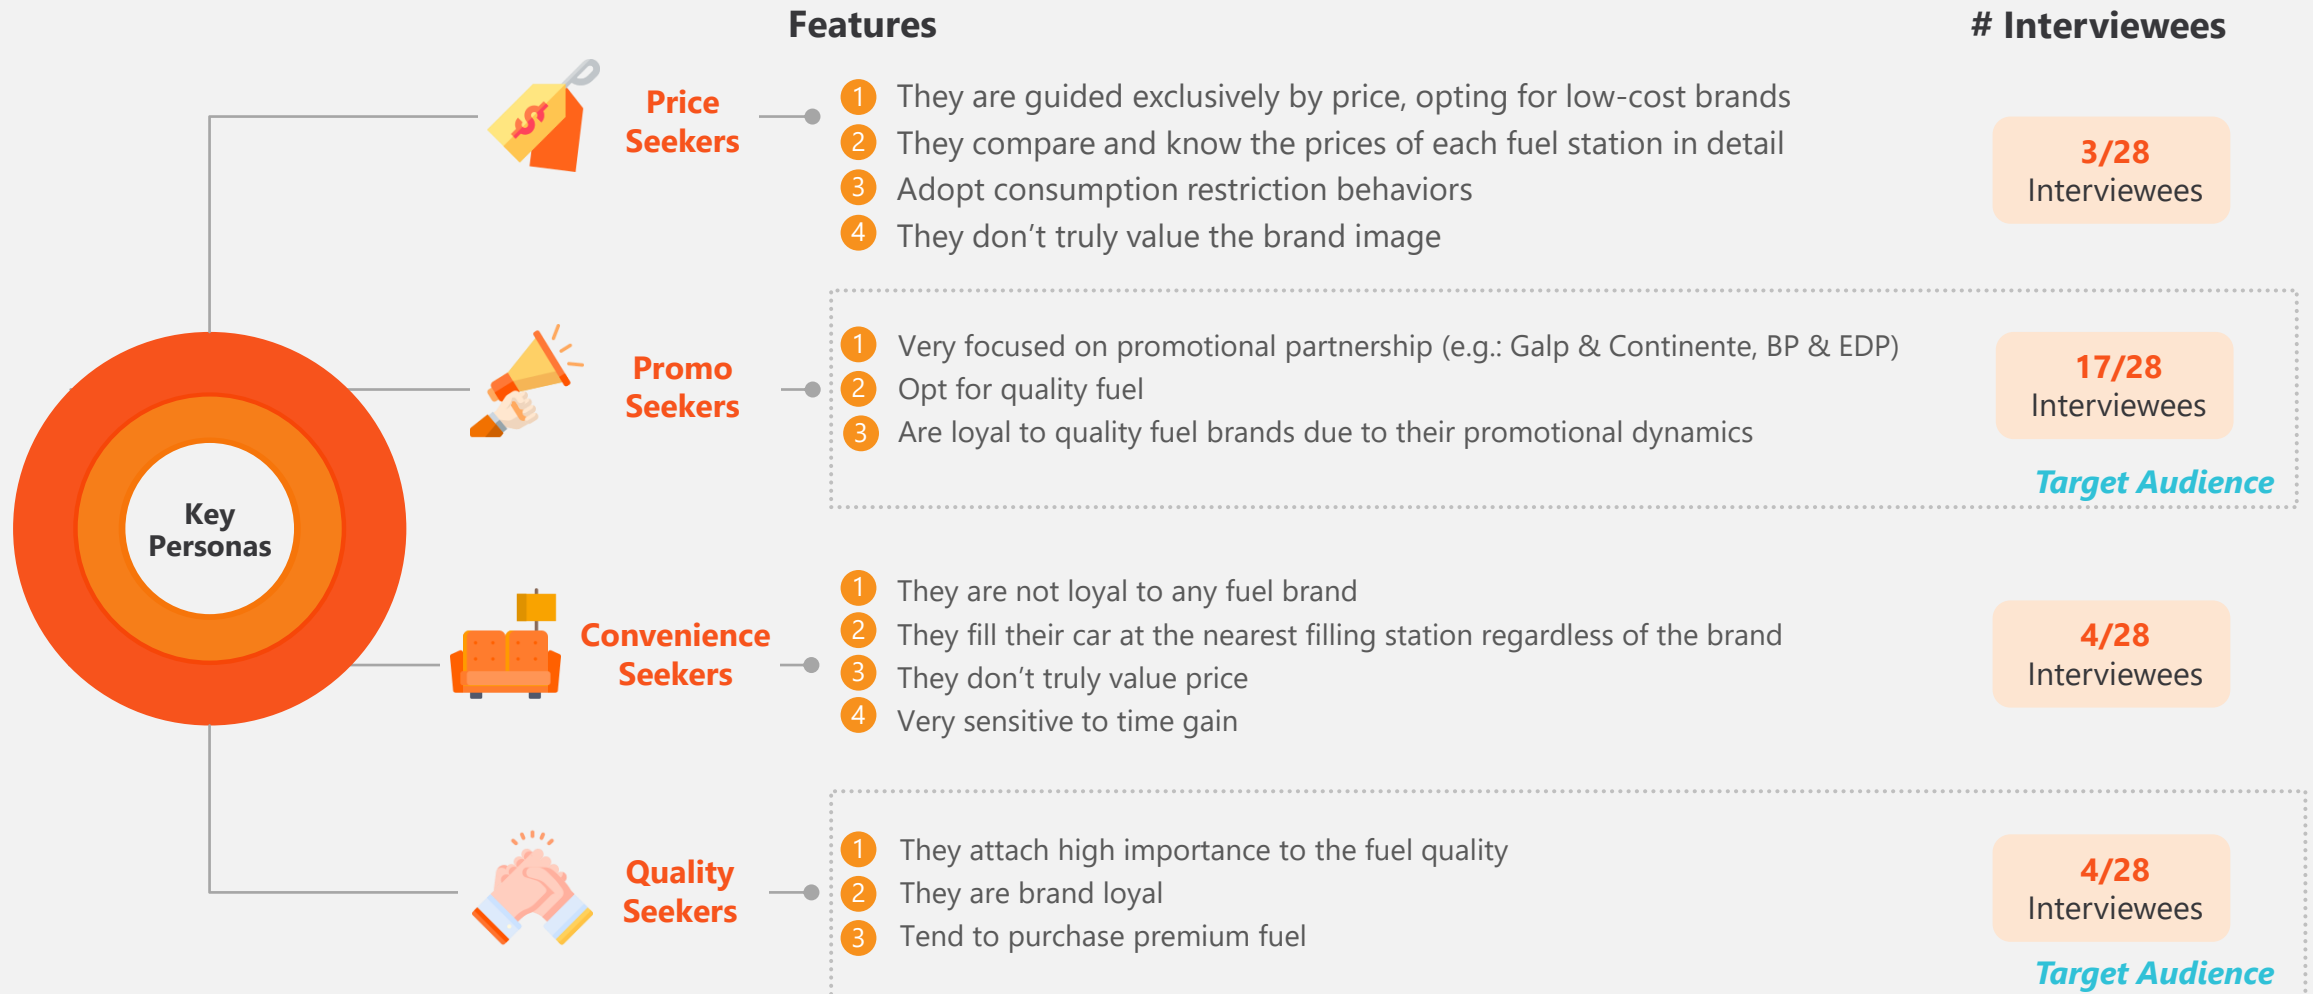 Features
# Interviewees
Key
Personas
Price
Seekers
1 They are guided exclusively by price, opting for low-cost brands
2 They compare and know the prices of each fuel station in detail
3 Adopt consumption restriction behaviors
4 They don’t truly value the brand image
3/28
Interviewees
Promo
Seekers
1 Very focused on promotional partnership (e.g.: Galp & Continente, BP & EDP)
2 Opt for quality fuel
3 Are loyal to quality fuel brands due to their promotional dynamics
17/28
Interviewees
Target Audience
Convenience
Seekers
1 They are not loyal to any fuel brand
2 They fill their car at the nearest filling station regardless of the brand
3 They don’t truly value price
4 Very sensitive to time gain
4/28
Interviewees
Quality
Seekers
1 They attach high importance to the fuel quality
2 They are brand loyal
3 Tend to purchase premium fuel
4/28
Interviewees
Target Audience